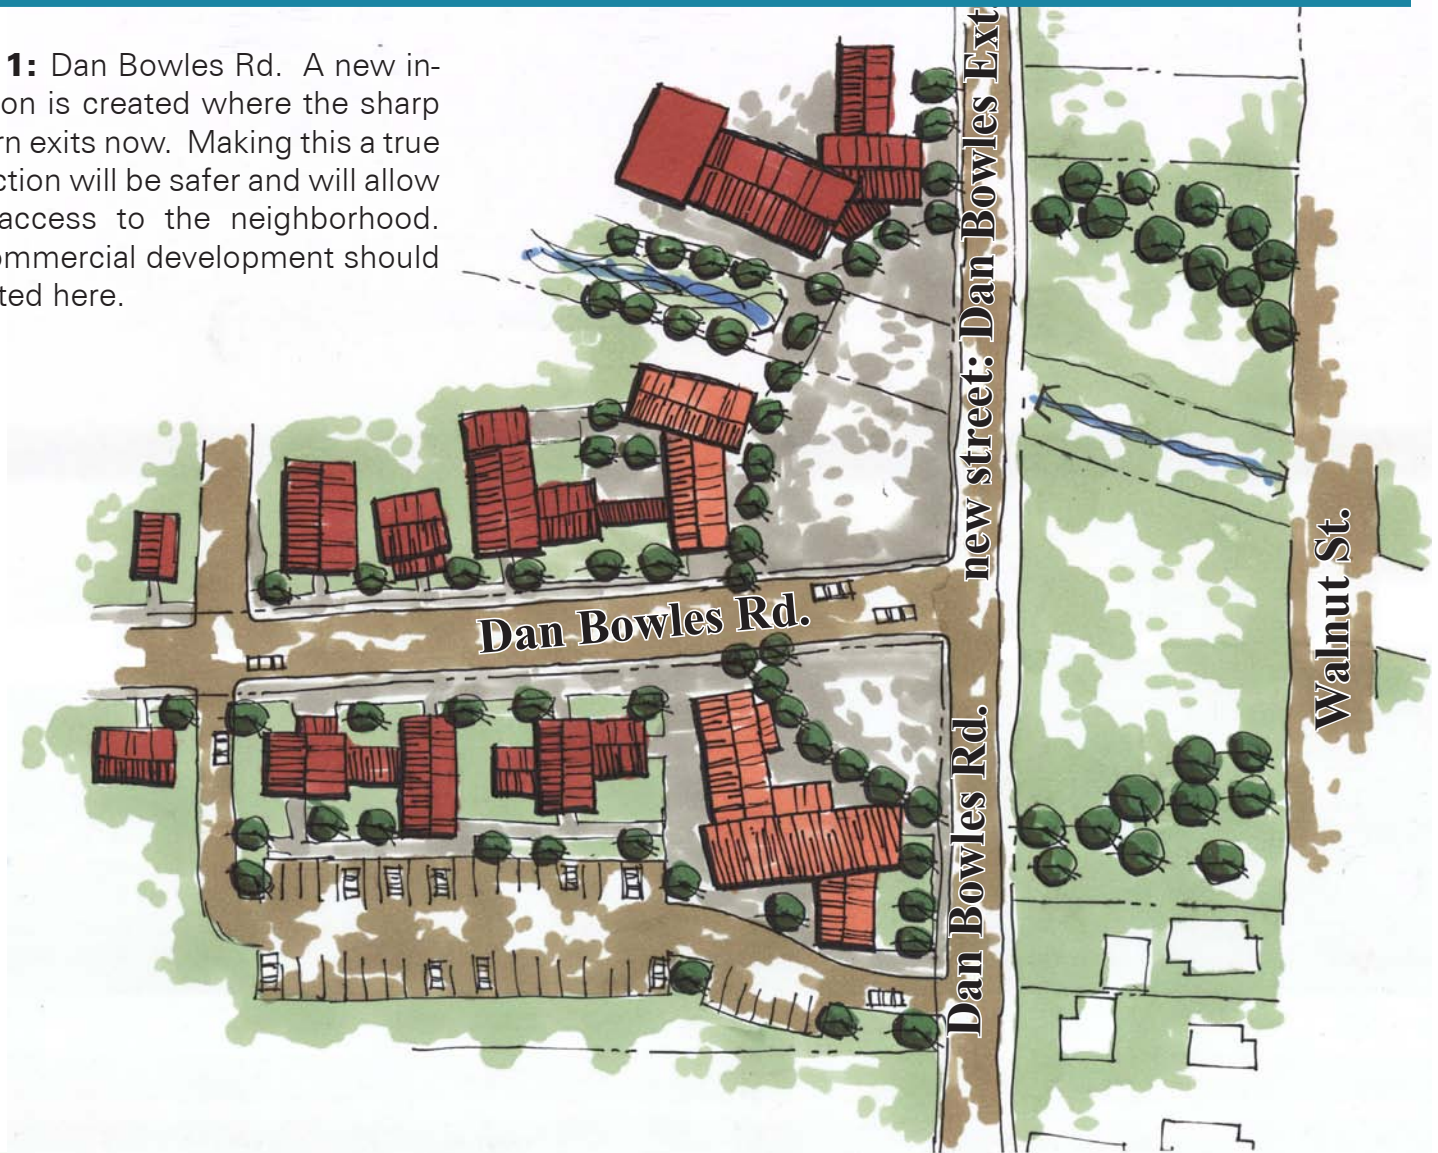 1: Dan Bowles Rd. A new in-
on is created where the sharp
rn exits now. Making this a true
ction will be safer and will allow
access to the neighborhood.
ommercial development should
ted here.
new street: Dan Bowles Ext.
Dan Bowles Rd.
Walnut St.
Dan Bowles Rd.